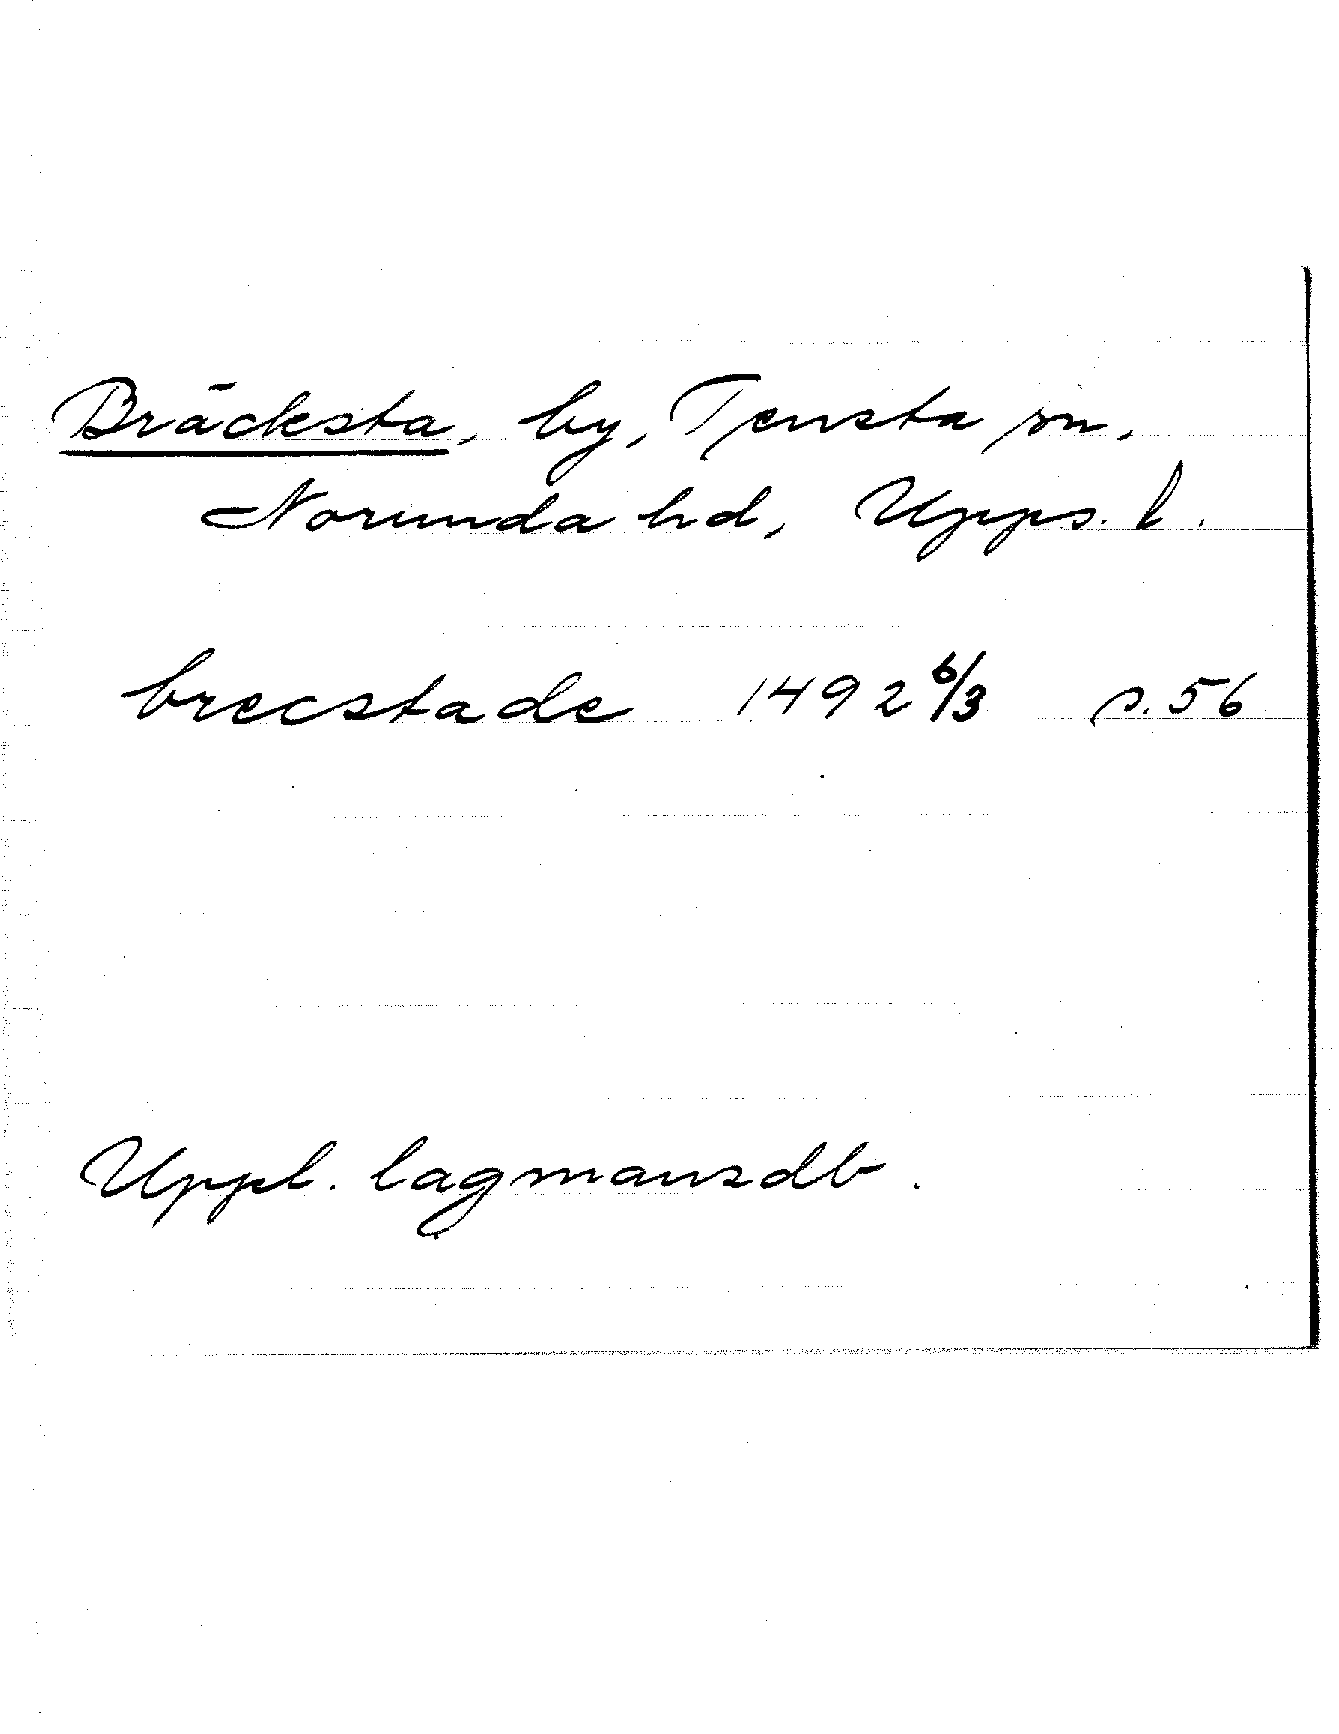 Bräcksta, by, Tensta sn,
Norunda hd, Upps. l.
brecstade 1492 6/3 s. 56
Uppl. lagmansdb.